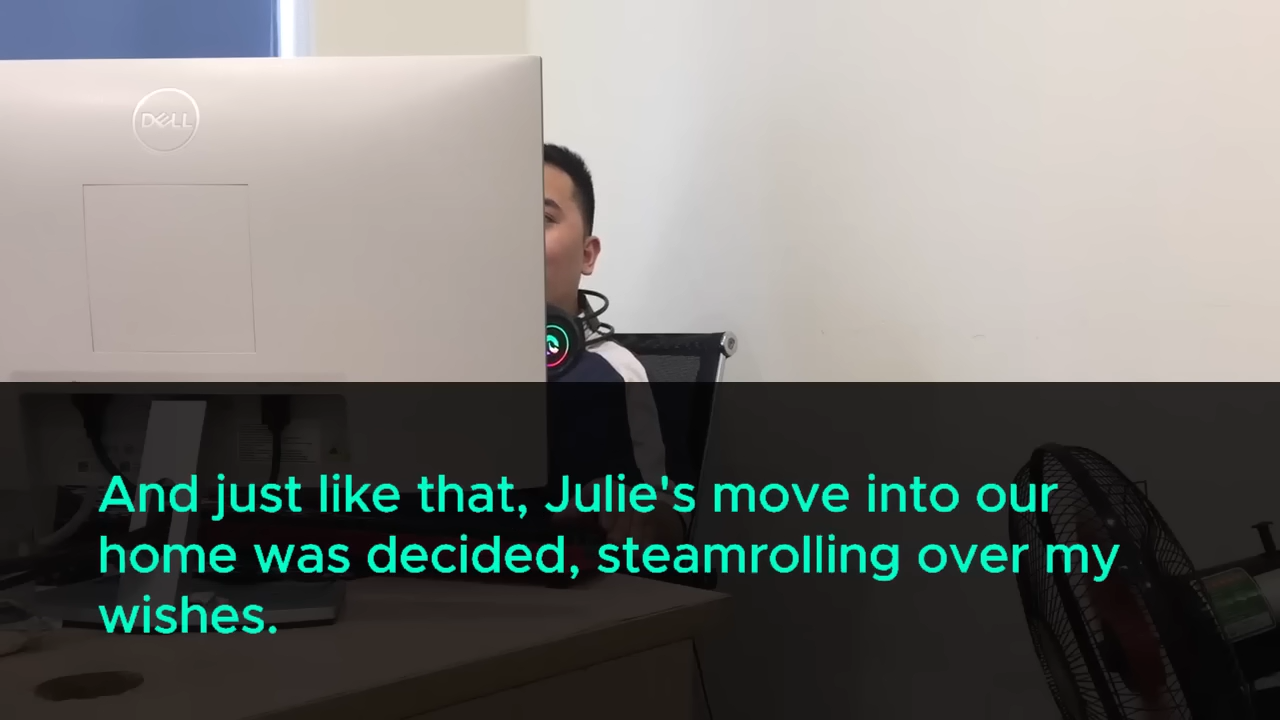 DELL
And just like that, Julie's move into our
home was decided, steamrolling over my
wishes.